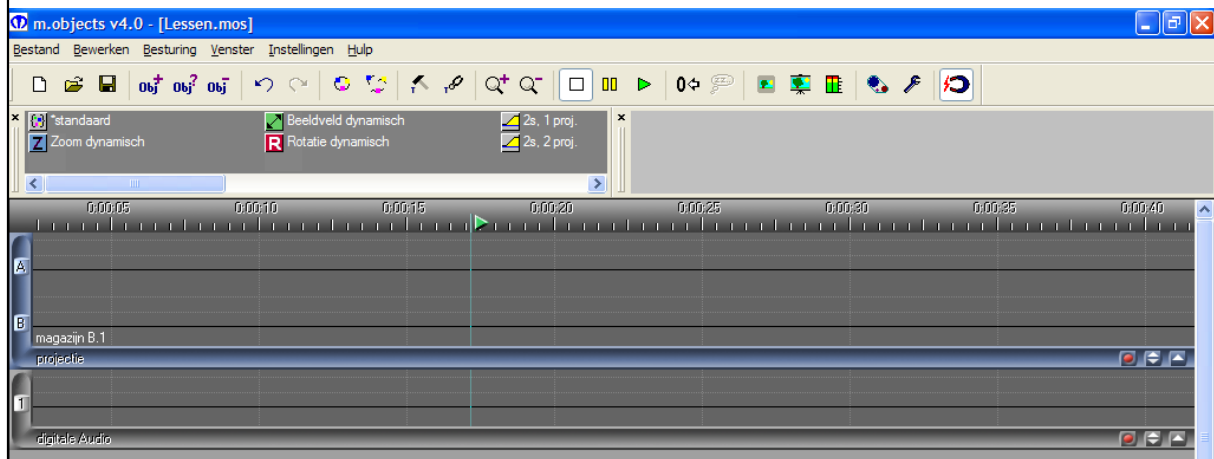 m.objects v4.0 - [Lessen.mos]
Bestand Bewerken Besturing Venster Instellingen Hulp
Obj+ Obj? Obj- T T Q+ Q- 0
*standaard Beeldveld dynamisch 2s, 1 proj.
Z Zoom dynamisch R Rotatie dynamisch 2s, 2 proj.
0:00:05 0:00:10 0:00:15 0:00:20 0:00:25 0:00:30 0:00:35 0:00:40
A
B
magazijn B.1
projectie
1
digitale Audio